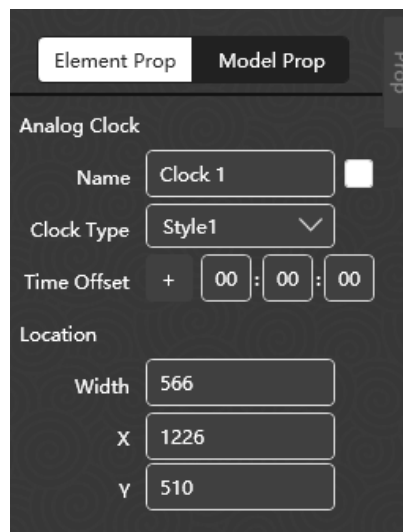 Element Prop Model Prop
Prop
Analog Clock
Name Clock 1
Clock Type Style1
Time Offset + 00 : 00 : 00
Location
Width 566
X 1226
Y 510